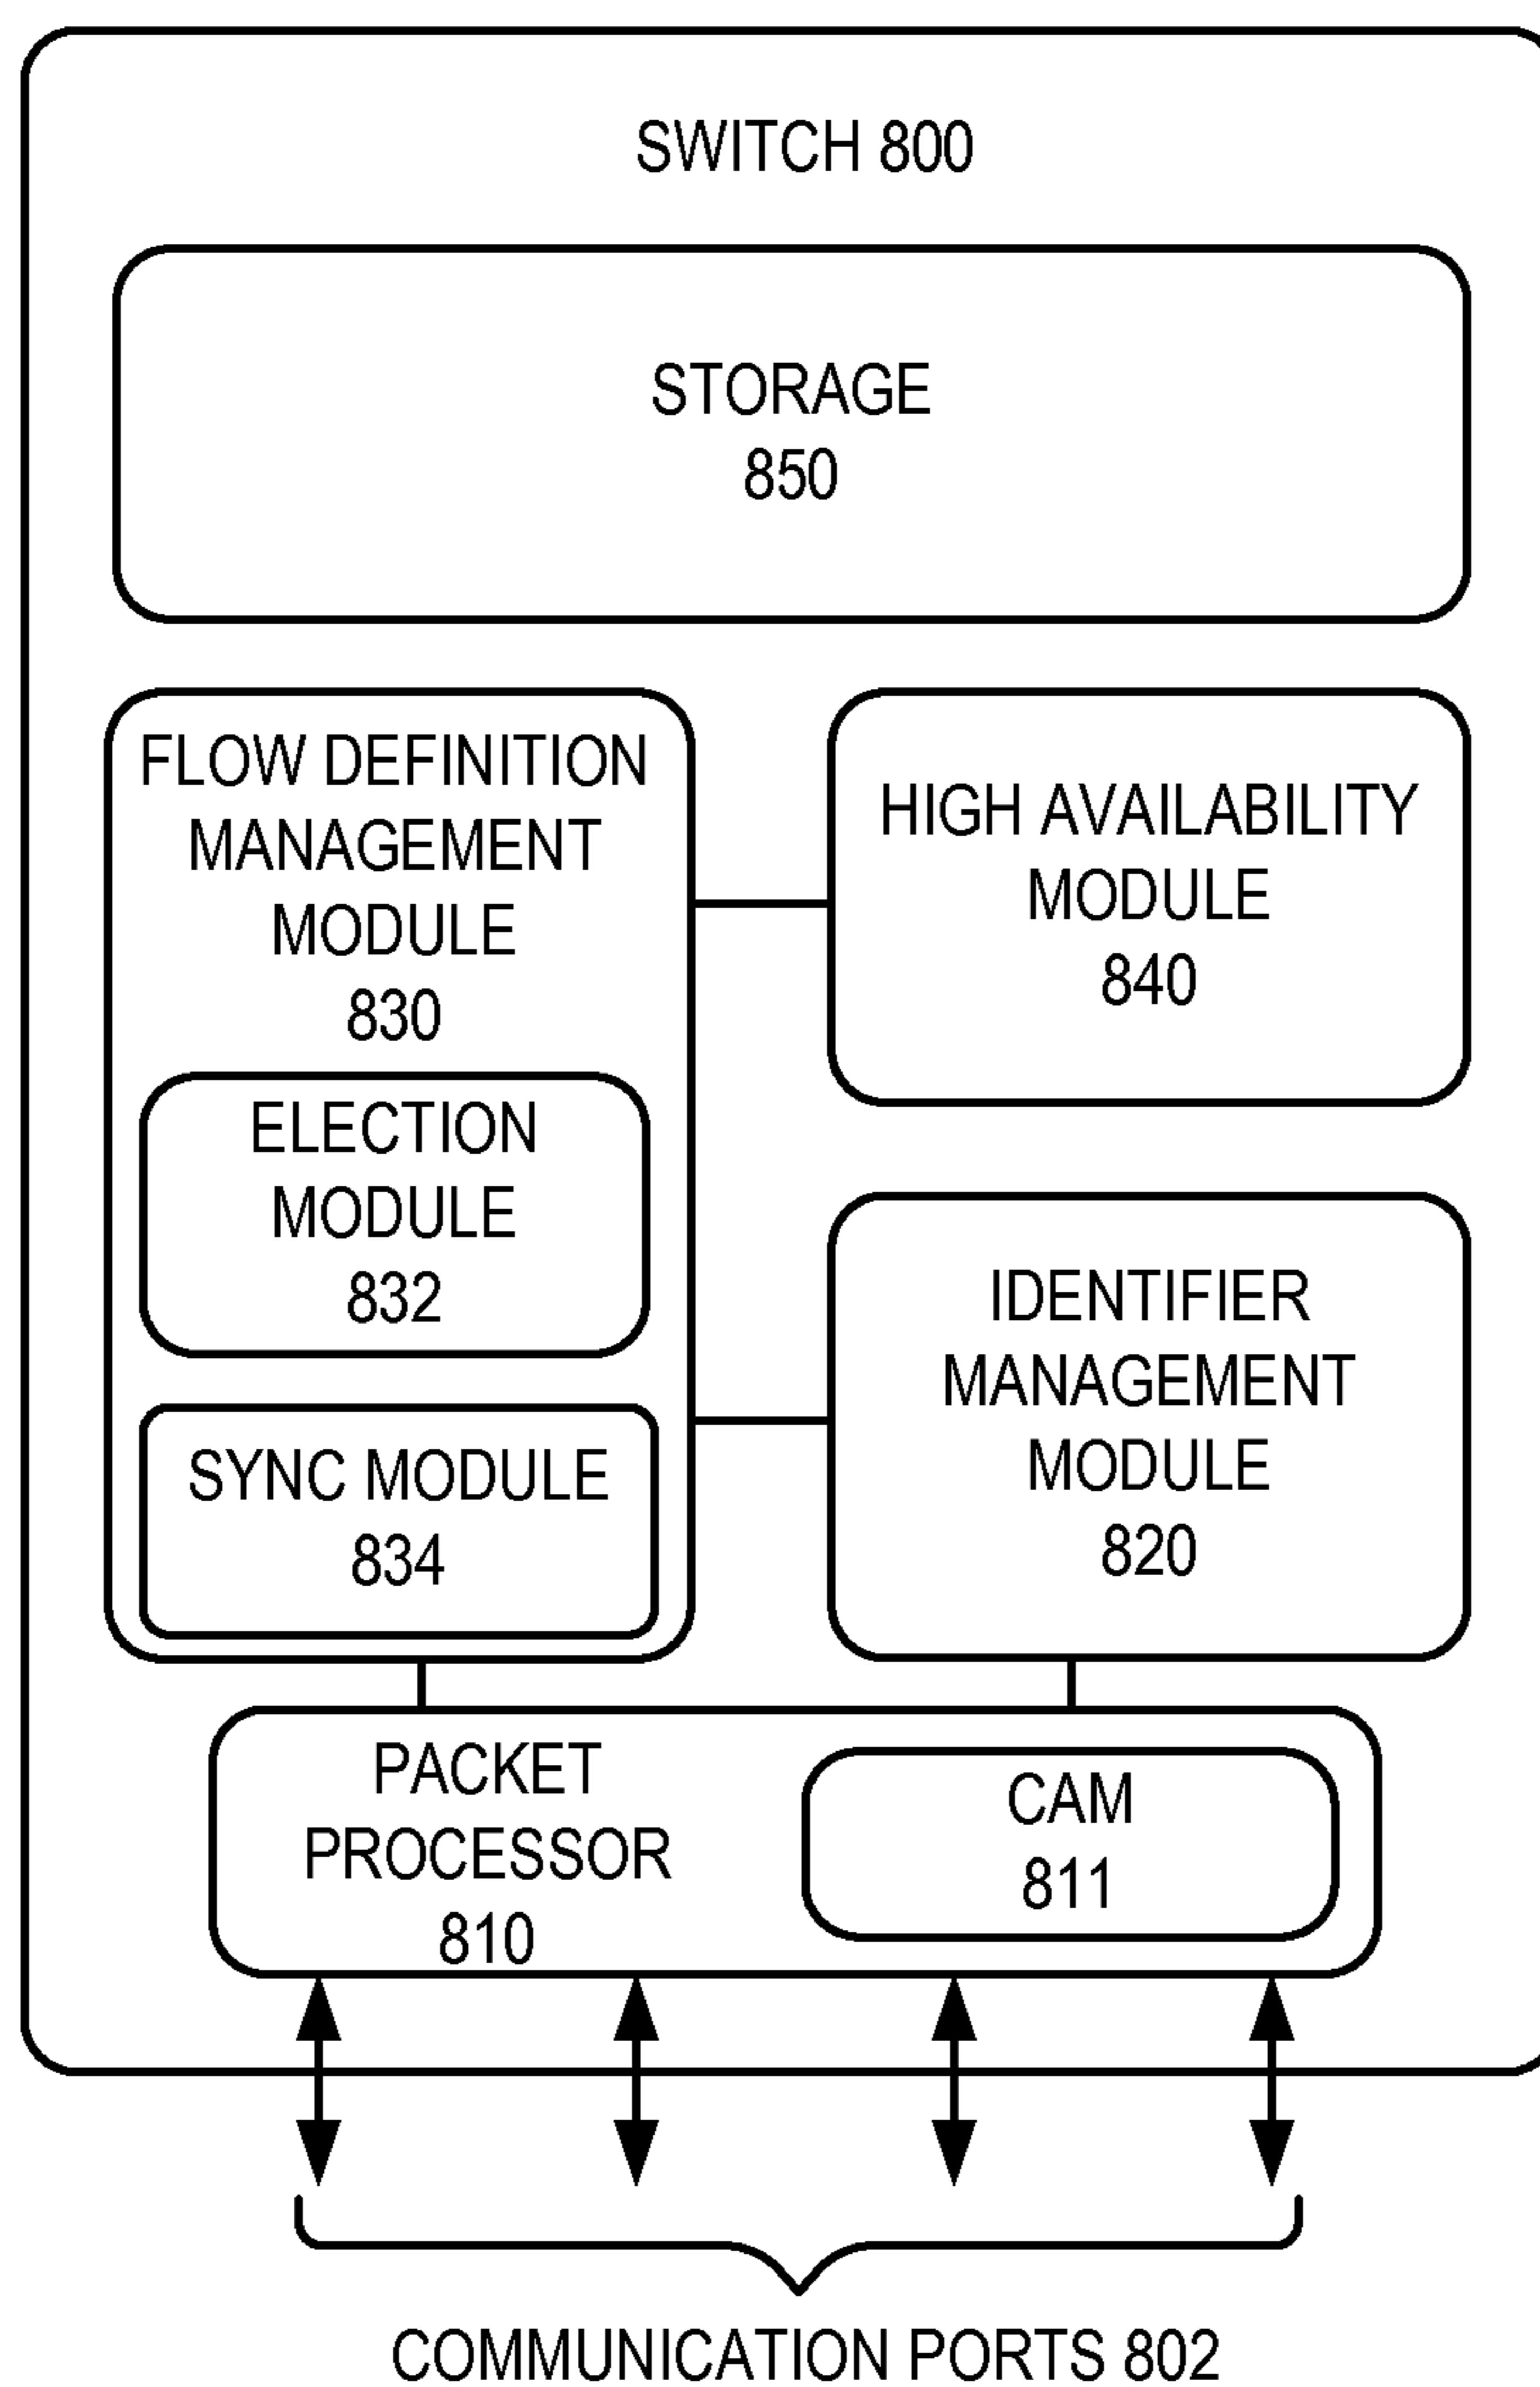 SWITCH 800
STORAGE
850
FLOW DEFINITION
MANAGEMENT
MODULE
830
ELECTION
MODULE
832
SYNC MODULE
834
HIGH AVAILABILITY
MODULE
840
IDENTIFIER
MANAGEMENT
MODULE
820
PACKET
PROCESSOR
810
CAM
811
COMMUNICATION PORTS 802